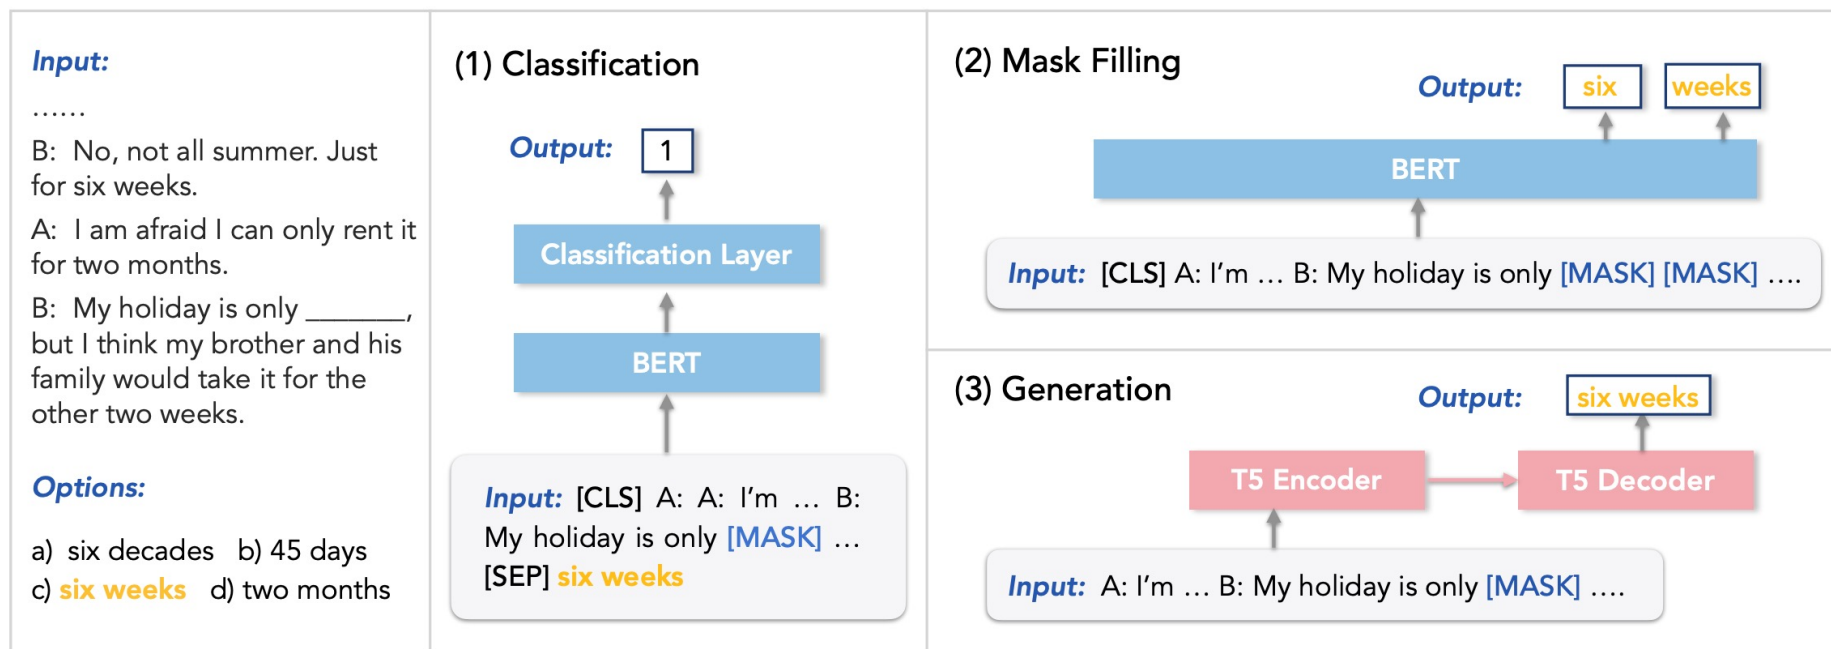 Input:
......
B: No, not all summer. Just
for six weeks.
A: I am afraid I can only rent it
for two months.
B: My holiday is only _______,
but I think my brother and his
family would take it for the
other two weeks.
Options:
a) six decades b) 45 days
c) six weeks d) two months
(1) Classification
Output: 1
Classification Layer
BERT
Input: [CLS] A: A: I'm ... B:
My holiday is only [MASK] ...
[SEP] six weeks
(2) Mask Filling
Output: six weeks
BERT
Input: [CLS] A: I'm ... B: My holiday is only [MASK] [MASK] ....
(3) Generation
Output: six weeks
T5 Encoder T5 Decoder
Input: A: I'm ... B: My holiday is only [MASK] ....